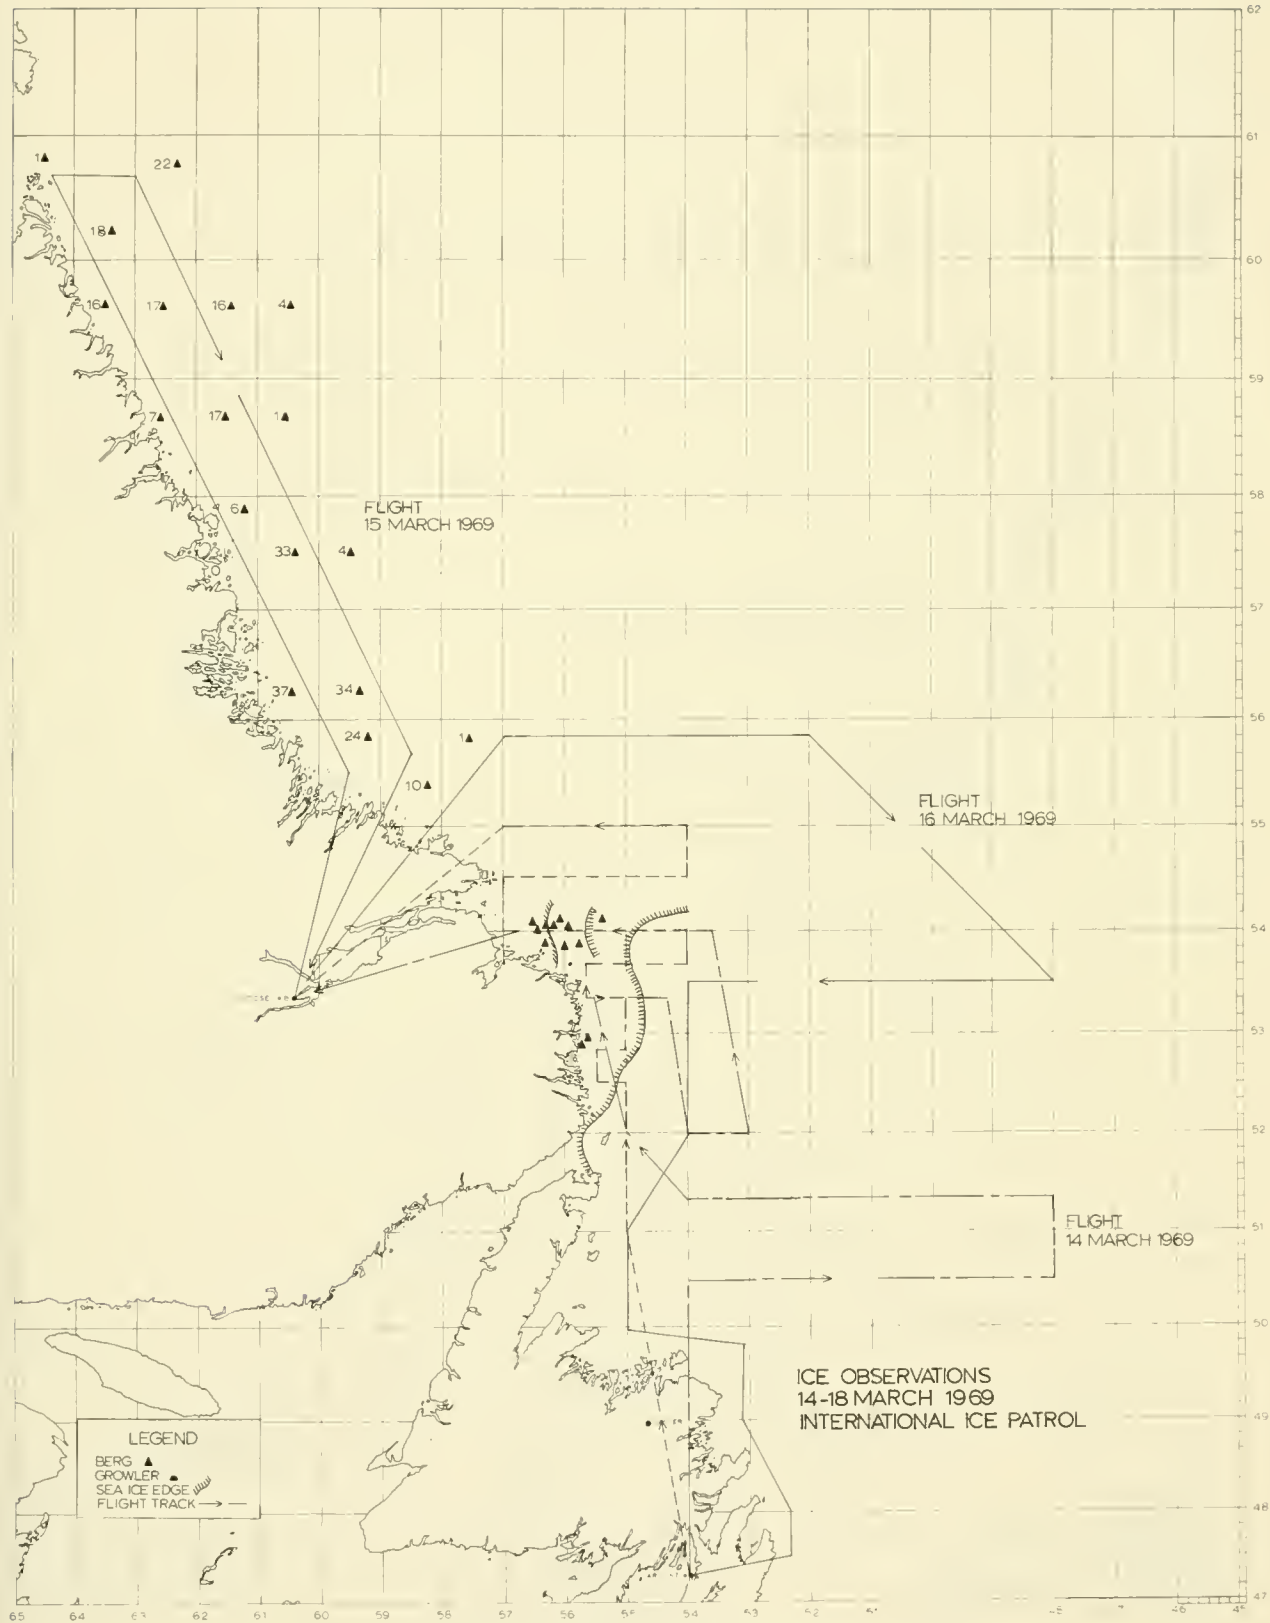 62
61
1
22
18
60
16 17 16 4
59
7 17 1
58
6
FLIGHT
15 MARCH 1969
33 4
57
37 34
56
24 1
10
FLIGHT
16 MARCH 1969
55
54
53
52
FLIGHT
14 MARCH 1969
51
50
ICE OBSERVATIONS
14-18 MARCH 1969
INTERNATIONAL ICE PATROL
49
LEGEND
BERG
GROWLER
SEA ICE EDGE
FLIGHT TRACK
48
47
65 64 63 62 61 60 59 58 57 56 55 54